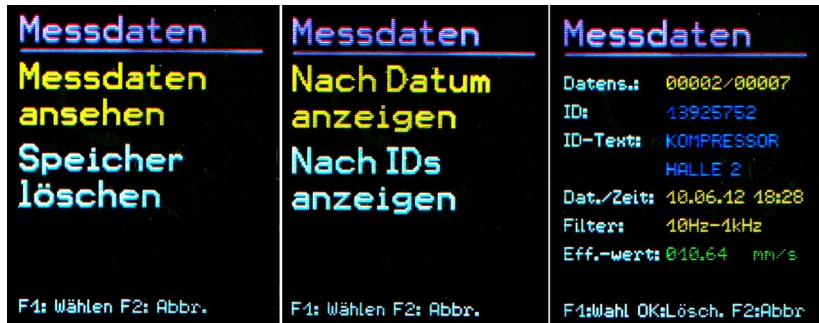 Messdaten
Messdaten
ansehen
Speicher
löschen
F1: Wählen F2: Abbr.
Messdaten
Nach Datum
anzeigen
Nach IDs
anzeigen
F1: Wählen F2: Abbr.
Messdaten
Datens.: 00002/00007
ID: 13925752
ID-Text: KOMPRESSOR
HALLE 2
Dat./Zeit: 10.06.12 18:28
Filter: 10Hz-1kHz
Eff.-wert: 010.64 mm/s
F1:Wahl OK:Lösch. F2:Abbr